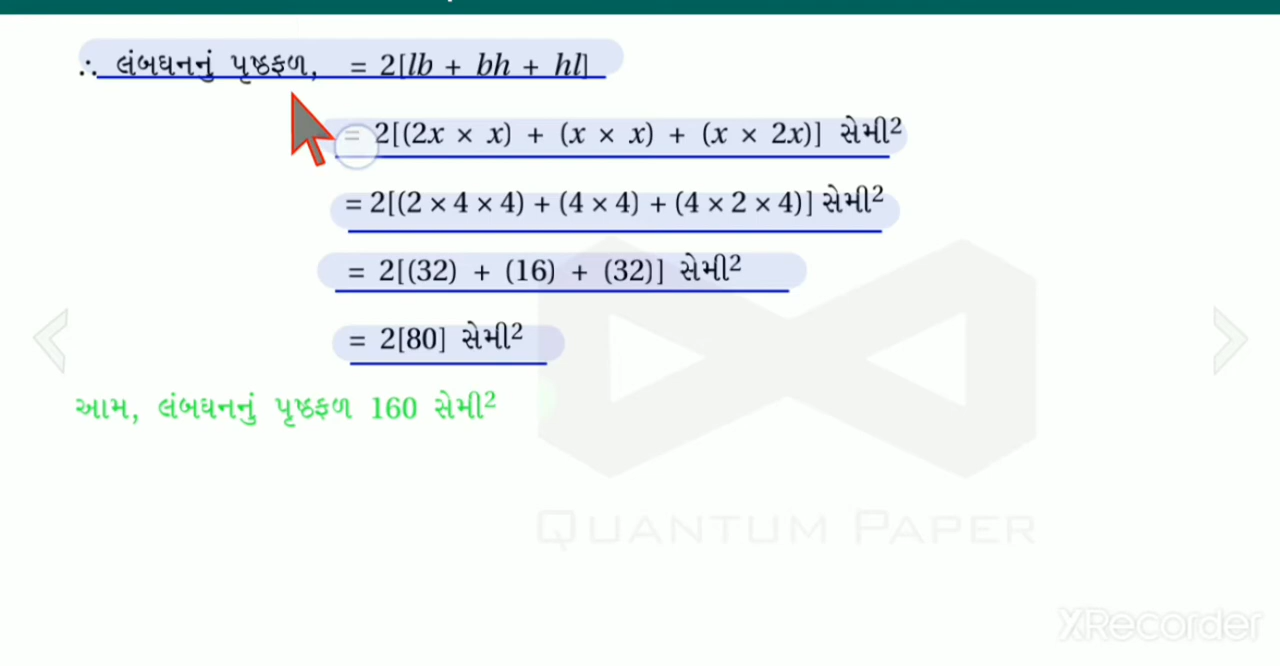 ∴ લંબઘનનું પૃષ્ઠફળ, = 2[lb + bh + hl]
= 2[(2x × x) + (x × x) + (x × 2x)] સેમી²
= 2[(2 × 4 × 4) + (4 × 4) + (4 × 2 × 4)] સેમી²
= 2[(32) + (16) + (32)] સેમી²
= 2[80] સેમી²
આમ, લંબઘનનું પૃષ્ઠફળ 160 સેમી²
QUANTUM PAPER
XRecorder